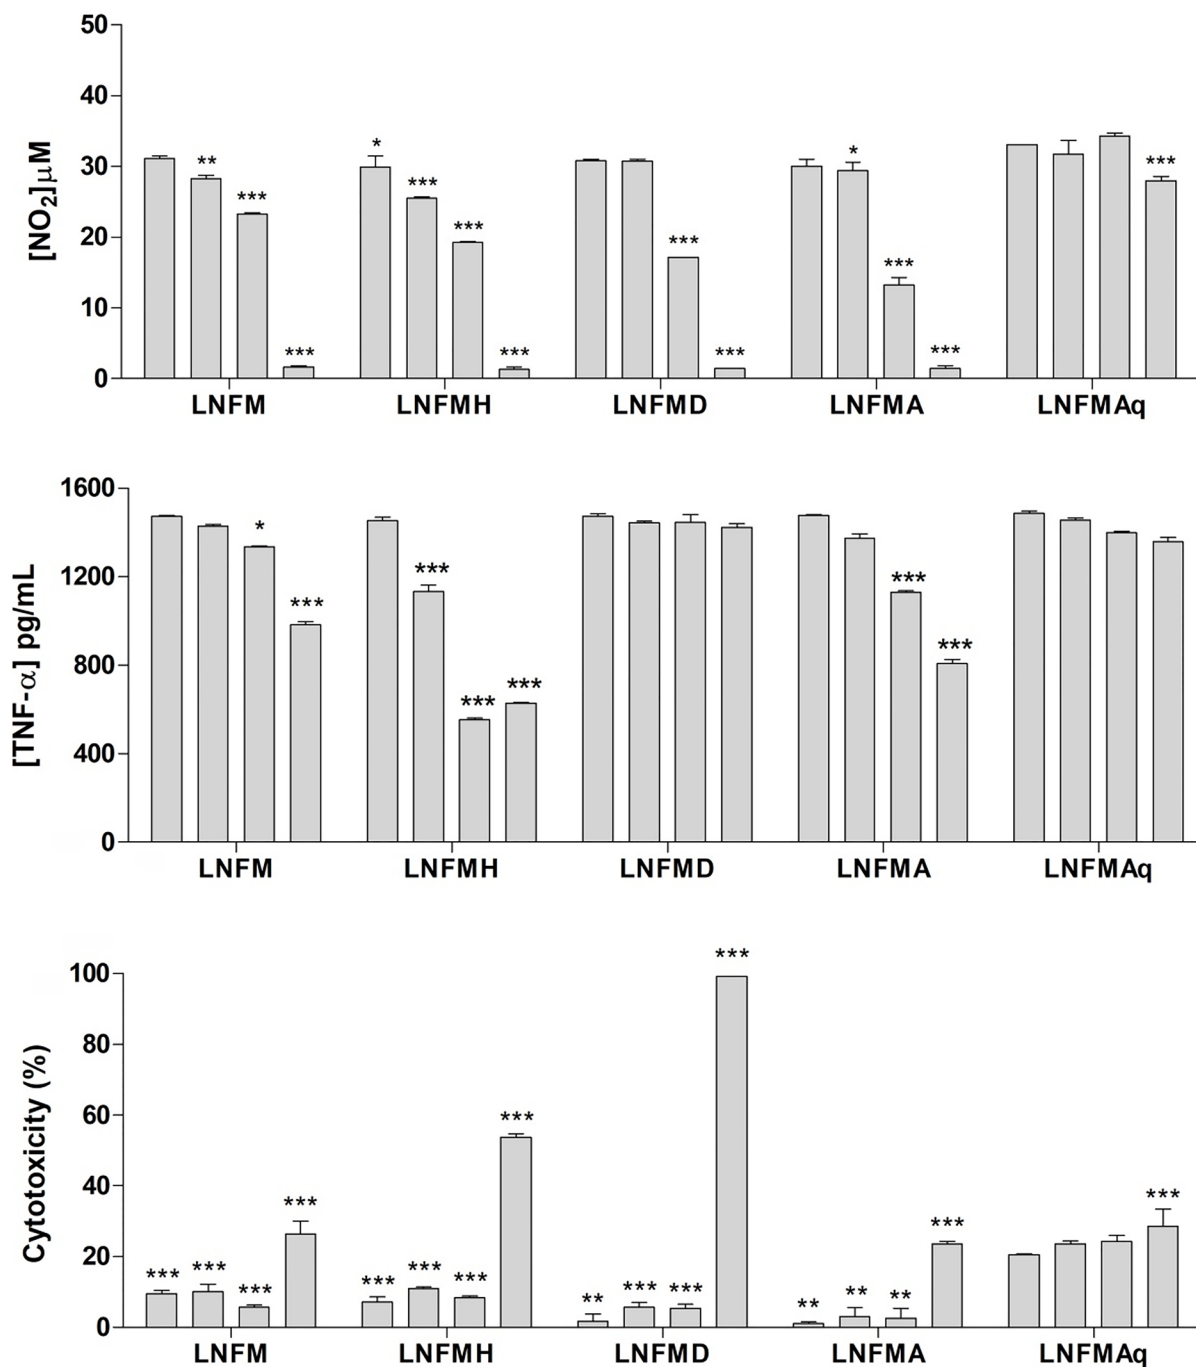 50
40
30
20
10
0
[NO₂]μM
** *** ***
* *** *** ***
*** ***
* *** ***
***
LNFM LNFMH LNFMD LNFMA LNFMAq
1600
1200
800
400
0
[TNF-α] pg/mL
* ***
*** *** ***
*** ***
LNFM LNFMH LNFMD LNFMA LNFMAq
100
80
60
40
20
0
Cytotoxicity (%)
*** *** *** ***
*** *** *** ***
** *** *** ***
** ** ** ***
***
LNFM LNFMH LNFMD LNFMA LNFMAq